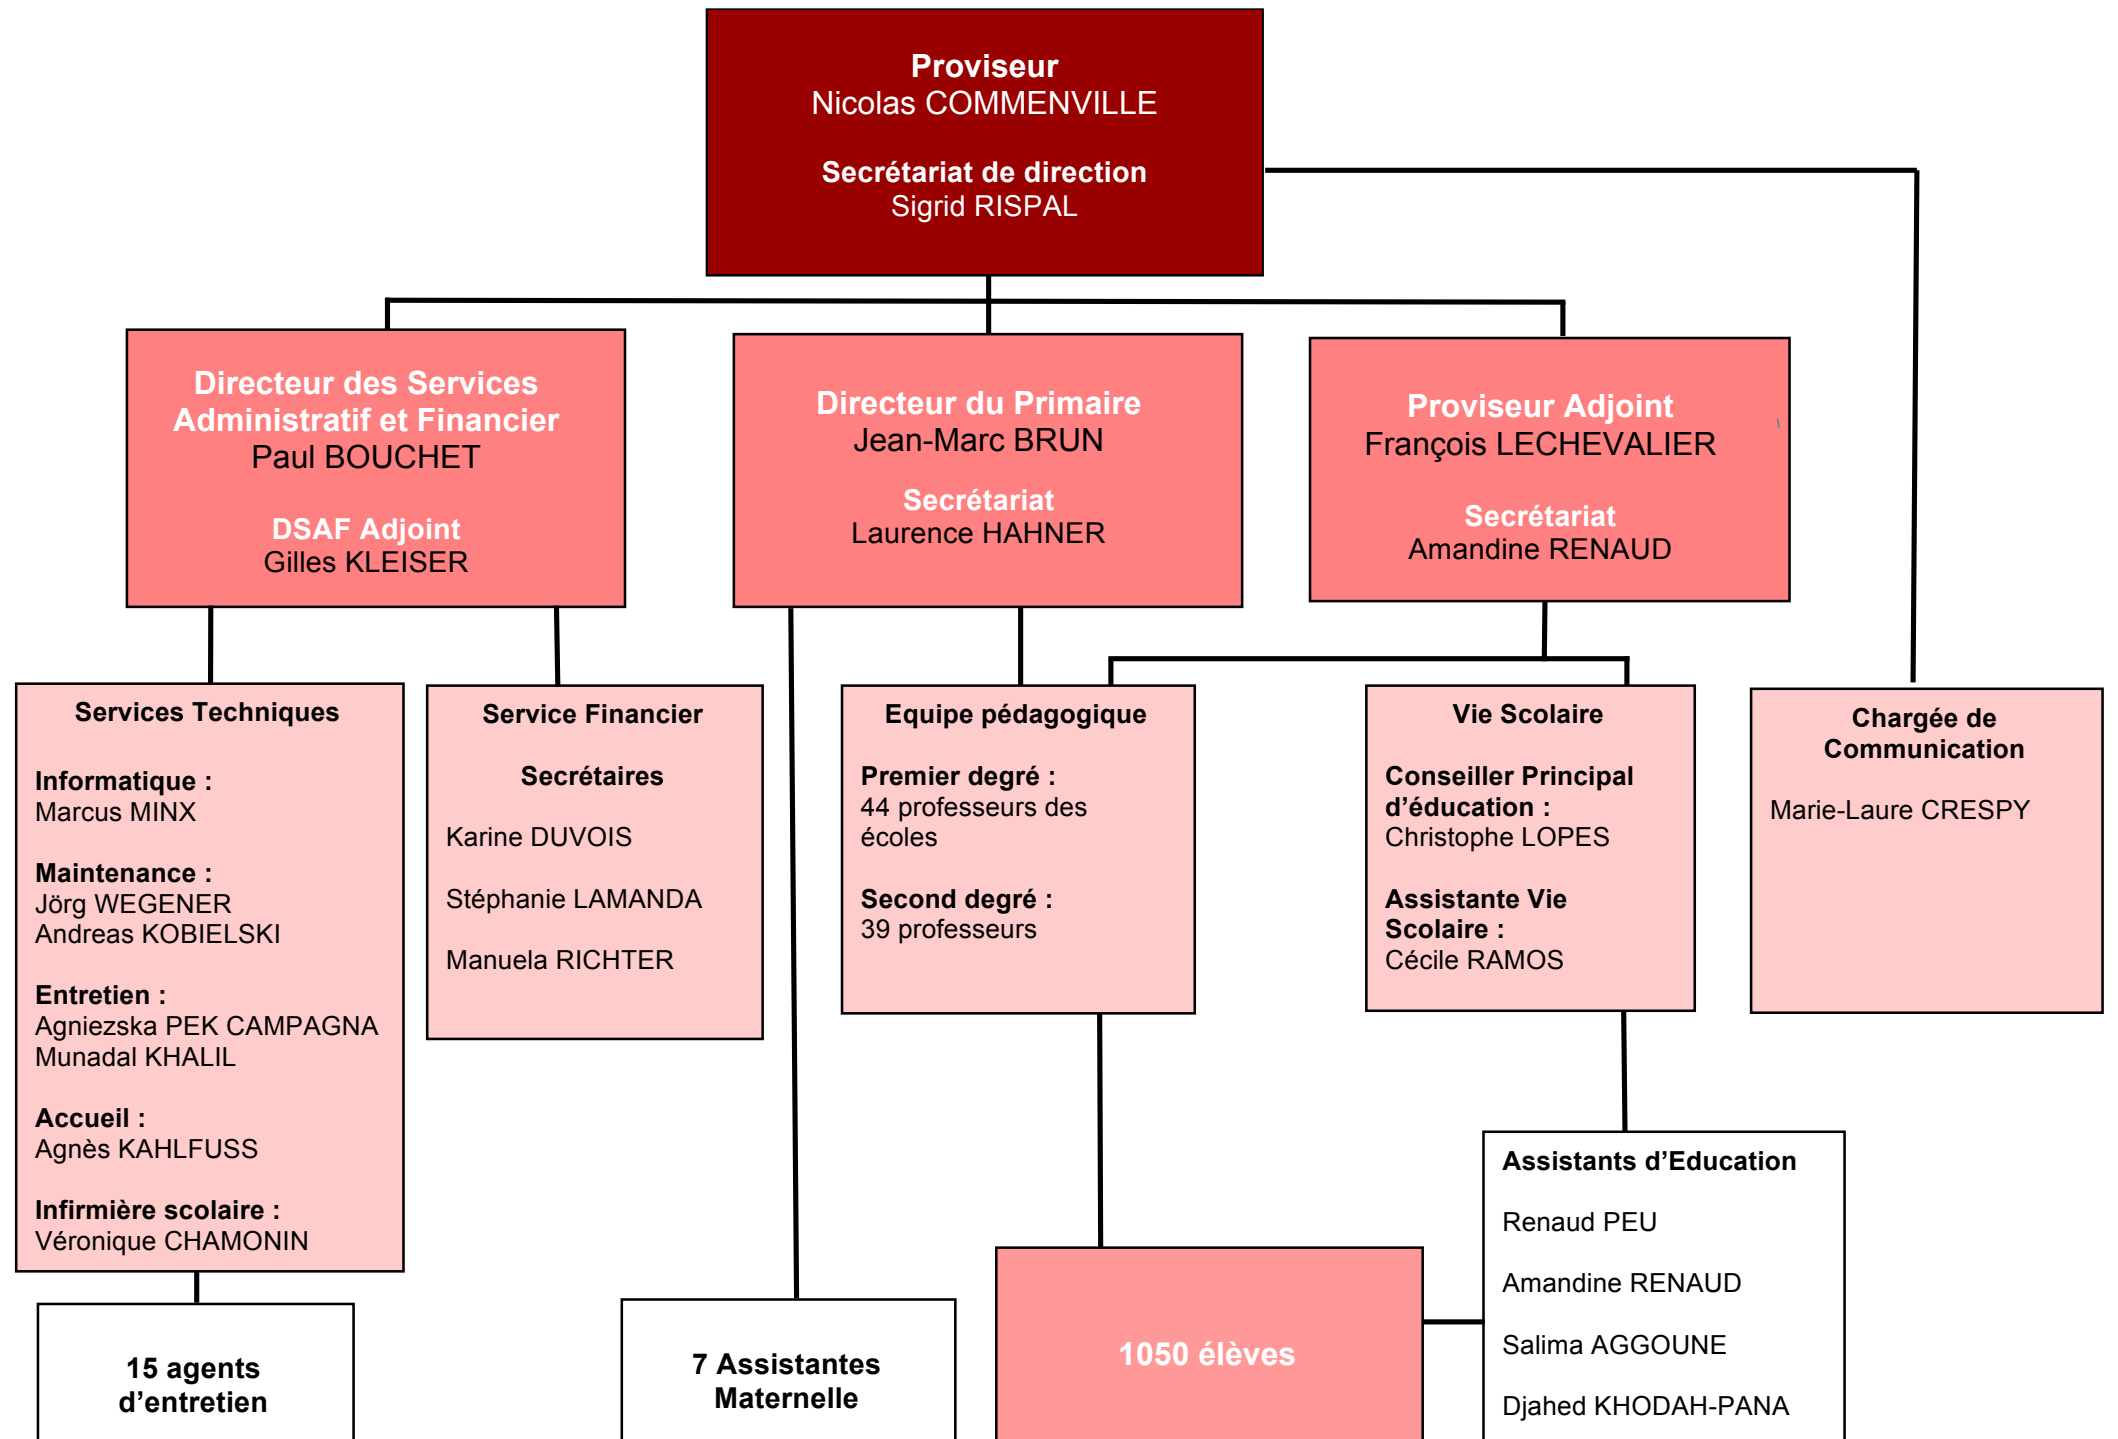 Proviseur
Nicolas COMMENVILLE
Secrétariat de direction
Sigrid RISPAL
Directeur des Services
Administratif et Financier
Paul BOUCHET
DSAF Adjoint
Gilles KLEISER
Directeur du Primaire
Jean-Marc BRUN
Secrétariat
Laurence HAHNER
Proviseur Adjoint
François LECHEVALIER
Secrétariat
Amandine RENAUD
Services Techniques
Informatique :
Marcus MINX
Maintenance :
Jörg WEGENER
Andreas KOBIELSKI
Entretien :
Agniezska PEK CAMPAGNA
Munadal KHALIL
Accueil :
Agnès KAHLFUSS
Infirmière scolaire :
Véronique CHAMONIN
Service Financier
Secrétaires
Karine DUVOIS
Stéphanie LAMANDA
Manuela RICHTER
Equipe pédagogique
Premier degré :
44 professeurs des
écoles
Second degré :
39 professeurs
Vie Scolaire
Conseiller Principal
d’éducation :
Christophe LOPES
Assistante Vie
Scolaire :
Cécile RAMOS
Chargée de
Communication
Marie-Laure CRESPY
15 agents
d’entretien
7 Assistantes
Maternelle
1050 élèves
Assistants d’Education
Renaud PEU
Amandine RENAUD
Salima AGGOUNE
Djahed KHODAH-PANA